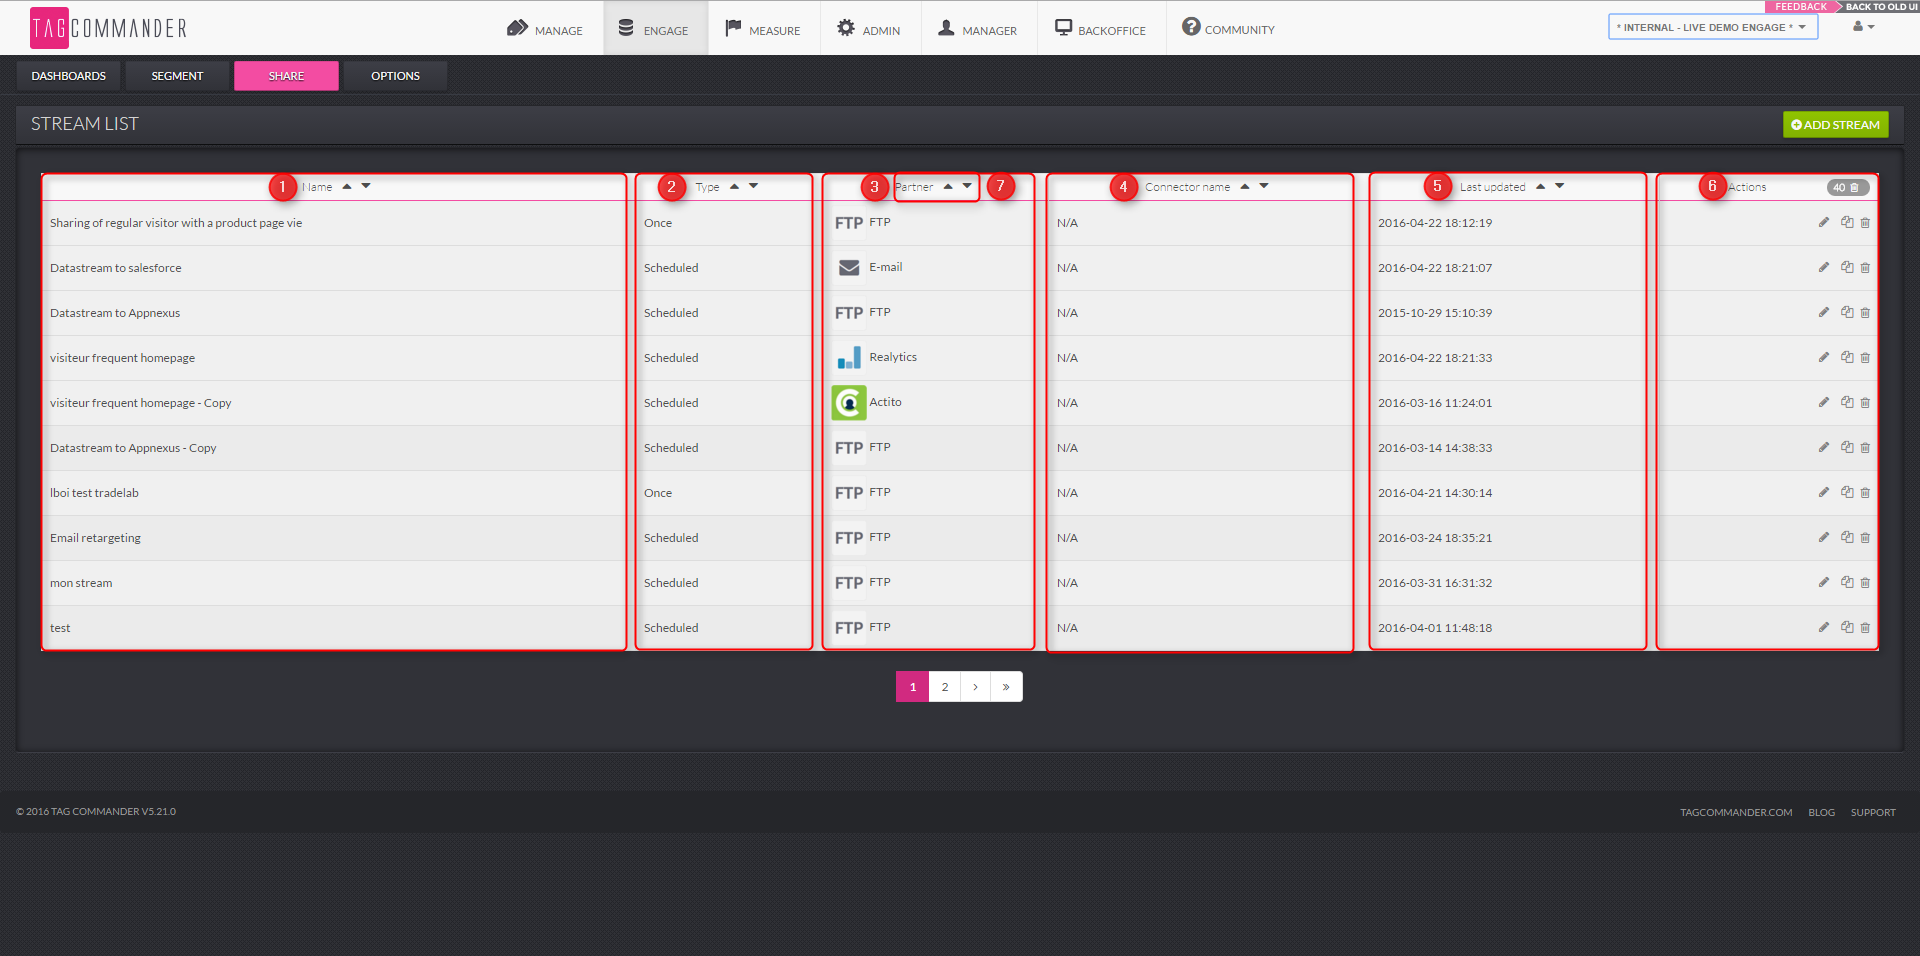 FEEDBACK BACK TO OLD UI
TAGCOMMANDER MANAGE ENGAGE MEASURE ADMIN MANAGER BACKOFFICE COMMUNITY * INTERNAL - LIVE DEMO ENGAGE *
DASHBOARDS SEGMENT SHARE OPTIONS
STREAM LIST ADD STREAM
1 Name 2 Type 3 Partner 7 4 Connector name 5 Last updated 6 Actions 40
Sharing of regular visitor with a product page vie Once FTP FTP N/A 2016-04-22 18:12:19
Datastream to salesforce Scheduled E-mail N/A 2016-04-22 18:21:07
Datastream to Appnexus Scheduled FTP FTP N/A 2015-10-29 15:10:39
visiteur frequent homepage Scheduled Realytics N/A 2016-04-22 18:21:33
visiteur frequent homepage - Copy Scheduled Actito N/A 2016-03-16 11:24:01
Datastream to Appnexus - Copy Scheduled FTP FTP N/A 2016-03-14 14:38:33
lboi test tradelab Once FTP FTP N/A 2016-04-21 14:30:14
Email retargeting Scheduled FTP FTP N/A 2016-03-24 18:35:21
mon stream Scheduled FTP FTP N/A 2016-03-31 16:31:32
test Scheduled FTP FTP N/A 2016-04-01 11:48:18
1 2 › »
© 2016 TAG COMMANDER V5.21.0 TAGCOMMANDER.COM BLOG SUPPORT